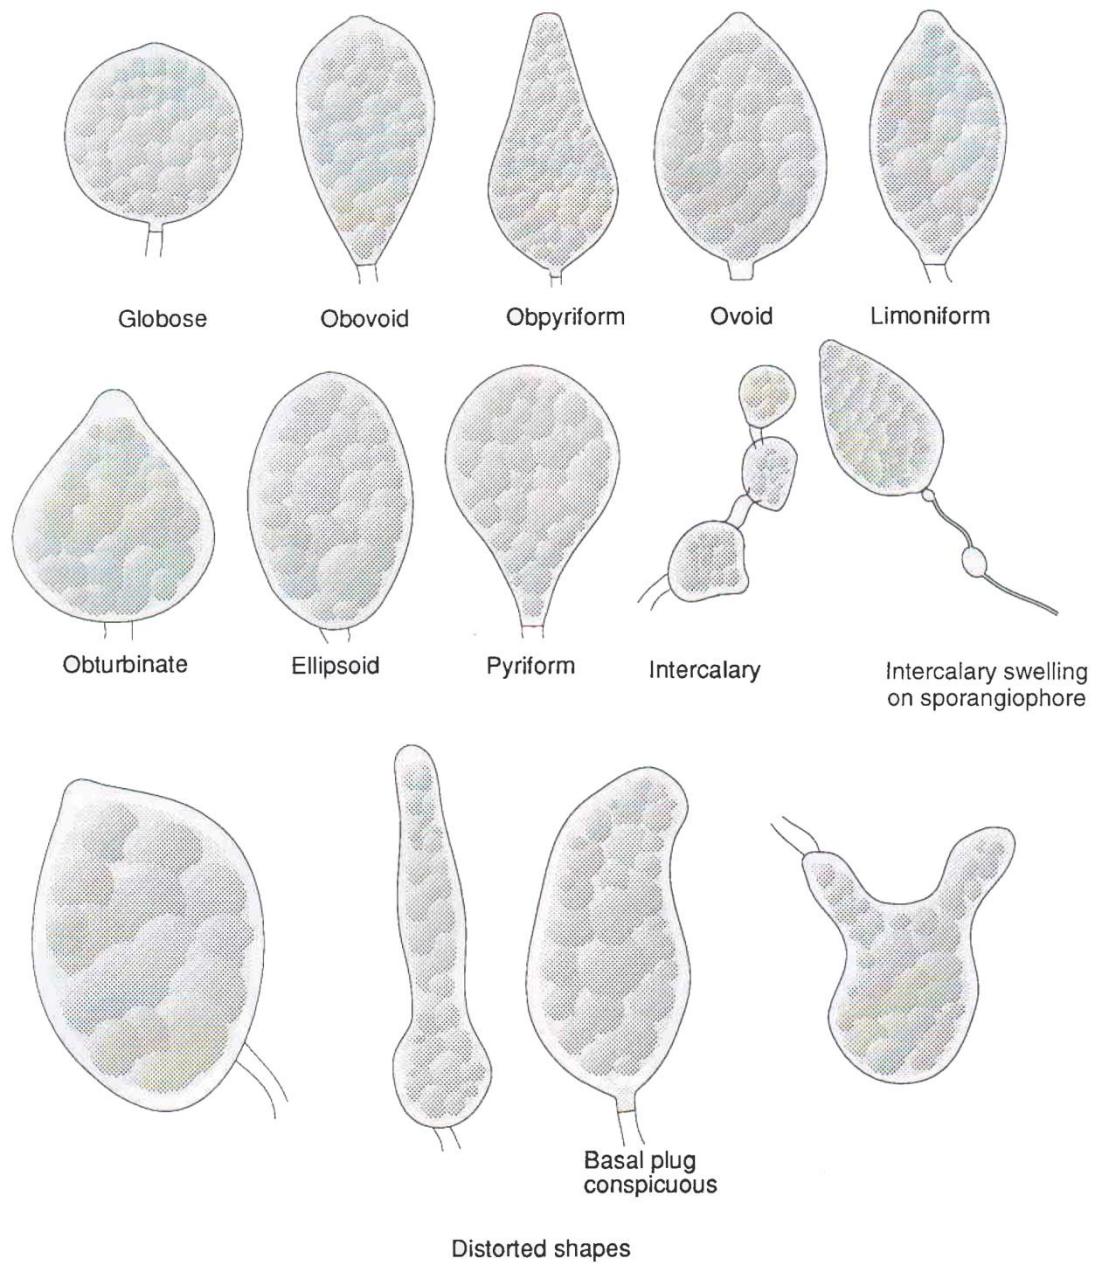 Globose
Obovoid
Obpyriform
Ovoid
Limoniform
Obturbinate
Ellipsoid
Pyriform
Intercalary
Intercalary swelling
on sporangiophore
Basal plug
conspicuous
Distorted shapes